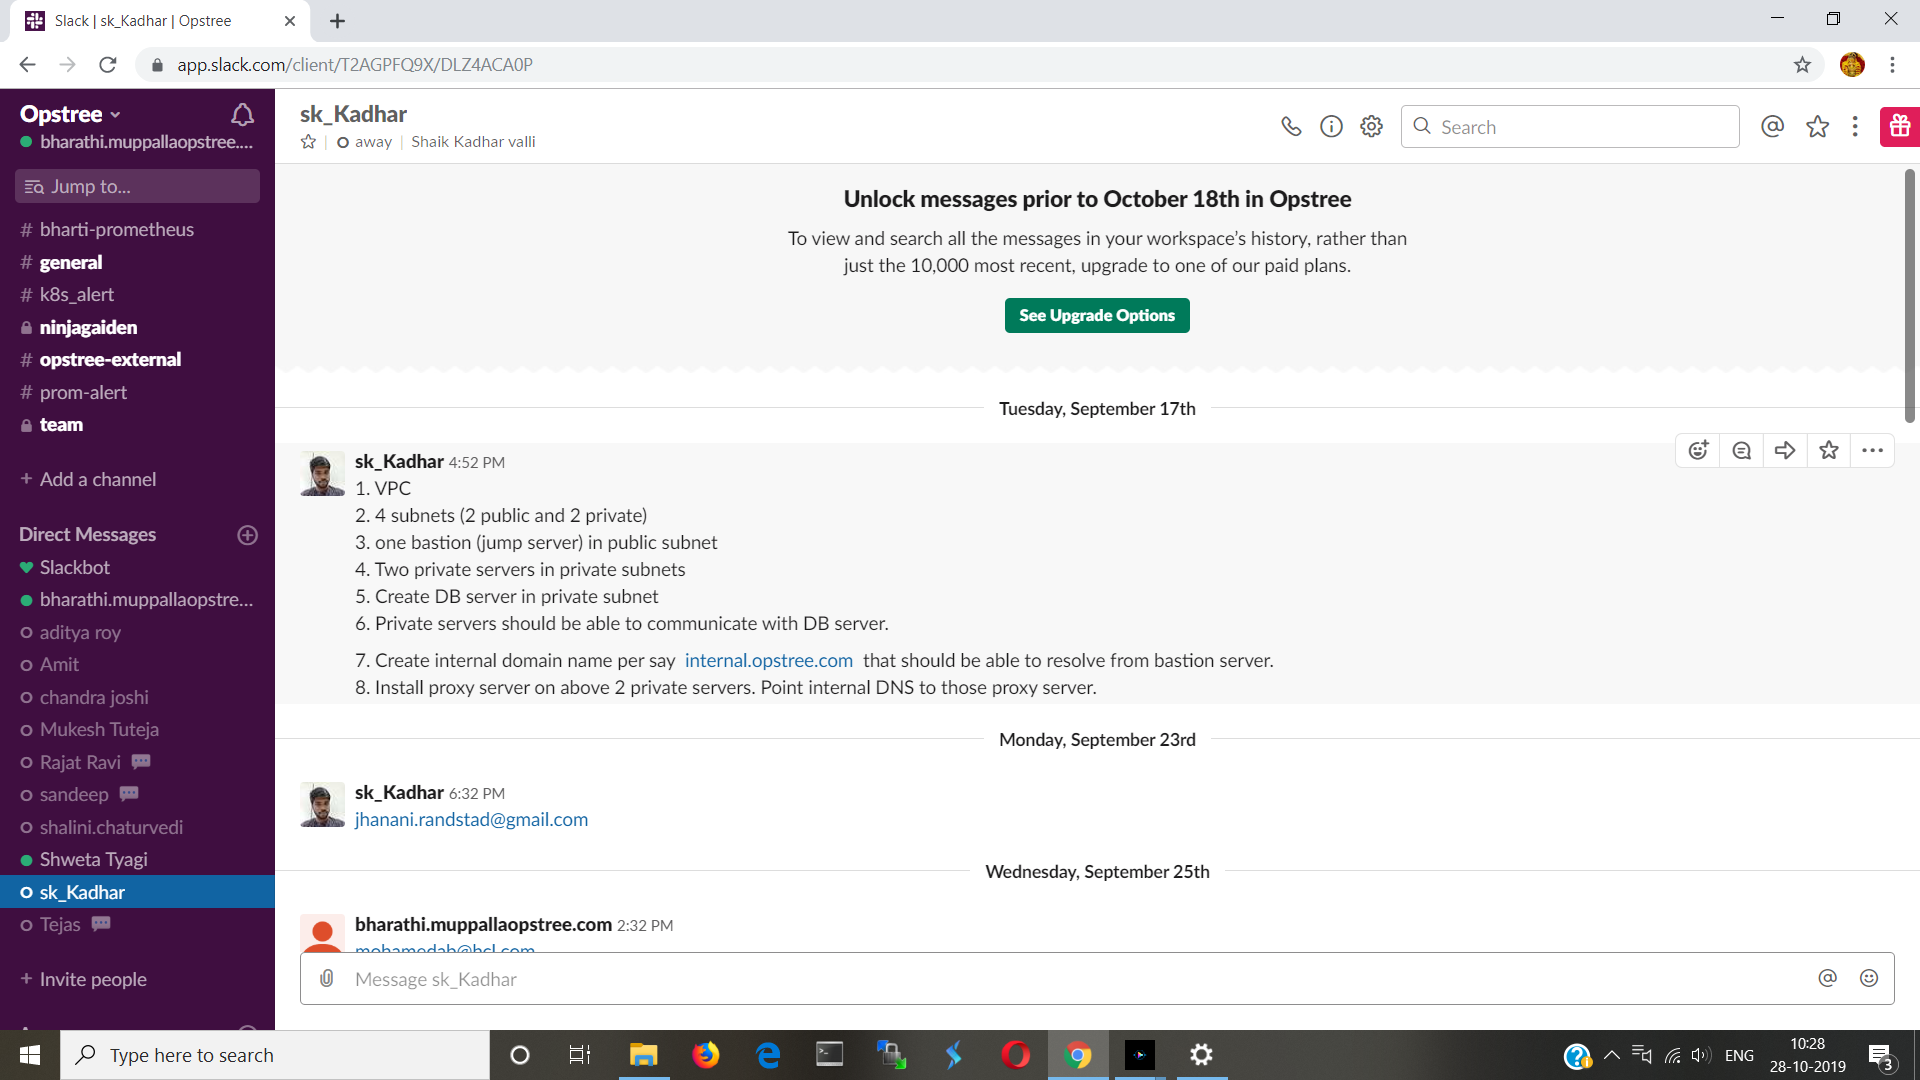 Slack | sk_Kadhar | Opstree
app.slack.com/client/T2AGPFQ9X/DLZ4ACA0P
Opstree
bharathi.muppallaopstree....
Jump to...
# bharti-prometheus
# general
# k8s_alert
ninjagaiden
# opstree-external
# prom-alert
team
+ Add a channel
Direct Messages
Slackbot
bharathi.muppallaopstre...
aditya roy
Amit
chandra joshi
Mukesh Tuteja
Rajat Ravi
sandeep
shalini.chaturvedi
Shweta Tyagi
sk_Kadhar
Tejas
+ Invite people
sk_Kadhar
away | Shaik Kadhar valli
Search
Unlock messages prior to October 18th in Opstree
To view and search all the messages in your workspace’s history, rather than
just the 10,000 most recent, upgrade to one of our paid plans.
See Upgrade Options
Tuesday, September 17th
sk_Kadhar 4:52 PM
1. VPC
2. 4 subnets (2 public and 2 private)
3. one bastion (jump server) in public subnet
4. Two private servers in private subnets
5. Create DB server in private subnet
6. Private servers should be able to communicate with DB server.
7. Create internal domain name per say internal.opstree.com that should be able to resolve from bastion server.
8. Install proxy server on above 2 private servers. Point internal DNS to those proxy server.
Monday, September 23rd
sk_Kadhar 6:32 PM
jhanani.randstad@gmail.com
Wednesday, September 25th
bharathi.muppallaopstree.com 2:32 PM
mohamedab@hcl.com
Message sk_Kadhar
Type here to search
ENG
10:28
28-10-2019
3